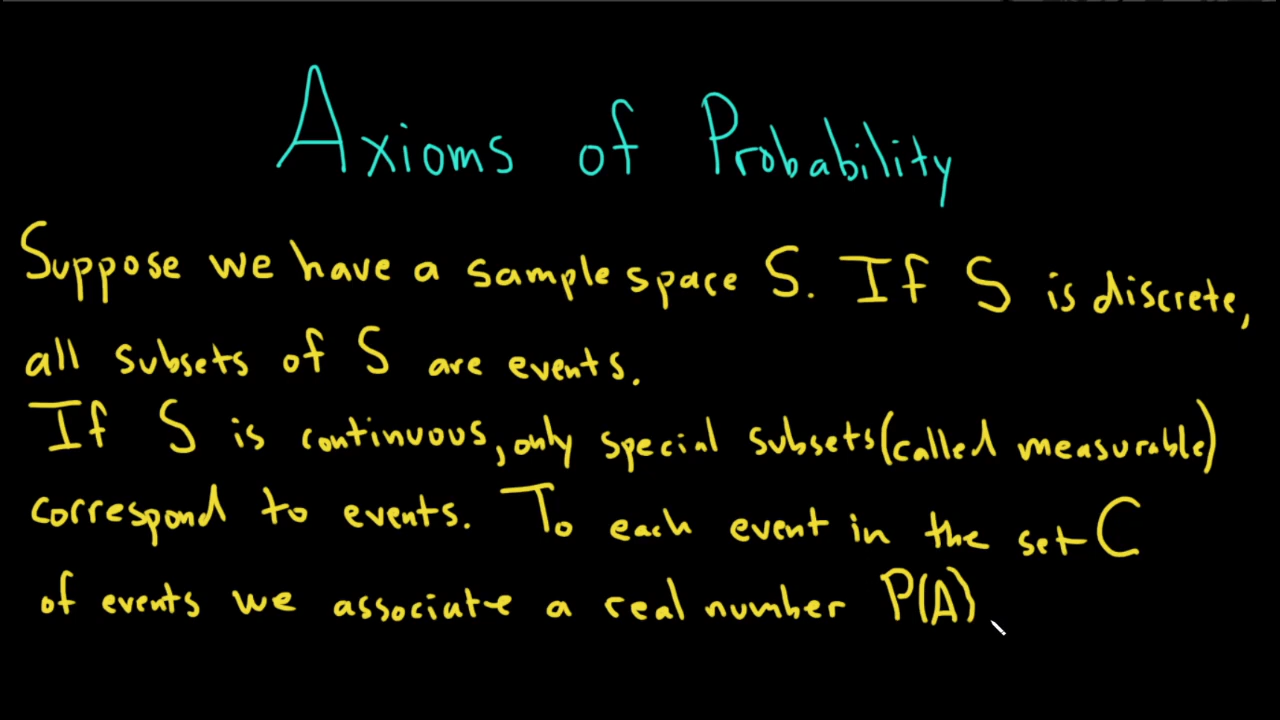 Axioms of Probability
Suppose we have a sample space S. If S is discrete,
all subsets of S are events.
If S is continuous, only special subsets (called measurable)
correspond to events. To each event in the set C
of events we associate a real number P(A)